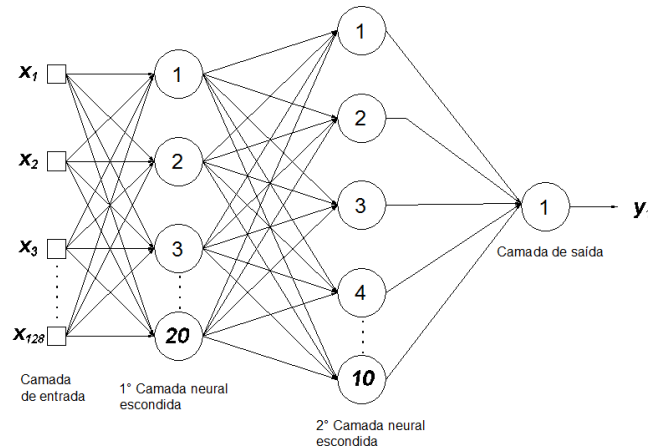 x1
x2
x3
x128
1
2
3
20
1
2
3
4
10
1
y
Camada de saída
Camada
de entrada
1° Camada neural
escondida
2° Camada neural
escondida